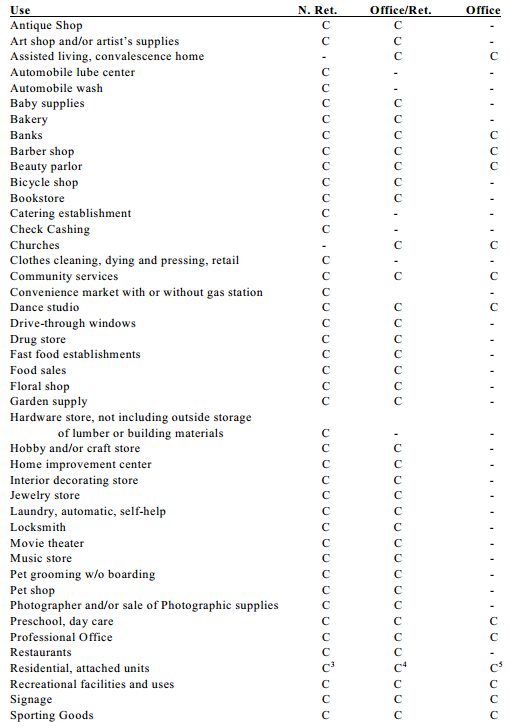 Use N. Ret. Office/Ret. Office
Antique Shop C C -
Art shop and/or artist's supplies C C -
Assisted living, convalescence home - C C
Automobile lube center C - -
Automobile wash C - -
Baby supplies C C -
Bakery C C -
Banks C C C
Barber shop C C C
Beauty parlor C C C
Bicycle shop C C -
Bookstore C C -
Catering establishment C - -
Check Cashing C - -
Churches - C C
Clothes cleaning, dying and pressing, retail C - -
Community services C C C
Convenience market with or without gas station C -
Dance studio C C C
Drive-through windows C C -
Drug store C C -
Fast food establishments C C -
Food sales C C -
Floral shop C C -
Garden supply C C -
Hardware store, not including outside storage
of lumber or building materials C - -
Hobby and/or craft store C C -
Home improvement center C C -
Interior decorating store C C -
Jewelry store C C -
Laundry, automatic, self-help C C -
Locksmith C C -
Movie theater C C -
Music store C C -
Pet grooming w/o boarding C C -
Pet shop C C -
Photographer and/or sale of Photographic supplies C C -
Preschool, day care C C C
Professional Office C C C
Restaurants C C -
Residential, attached units C³ C⁴ C⁵
Recreational facilities and uses C C C
Signage C C C
Sporting Goods C C C